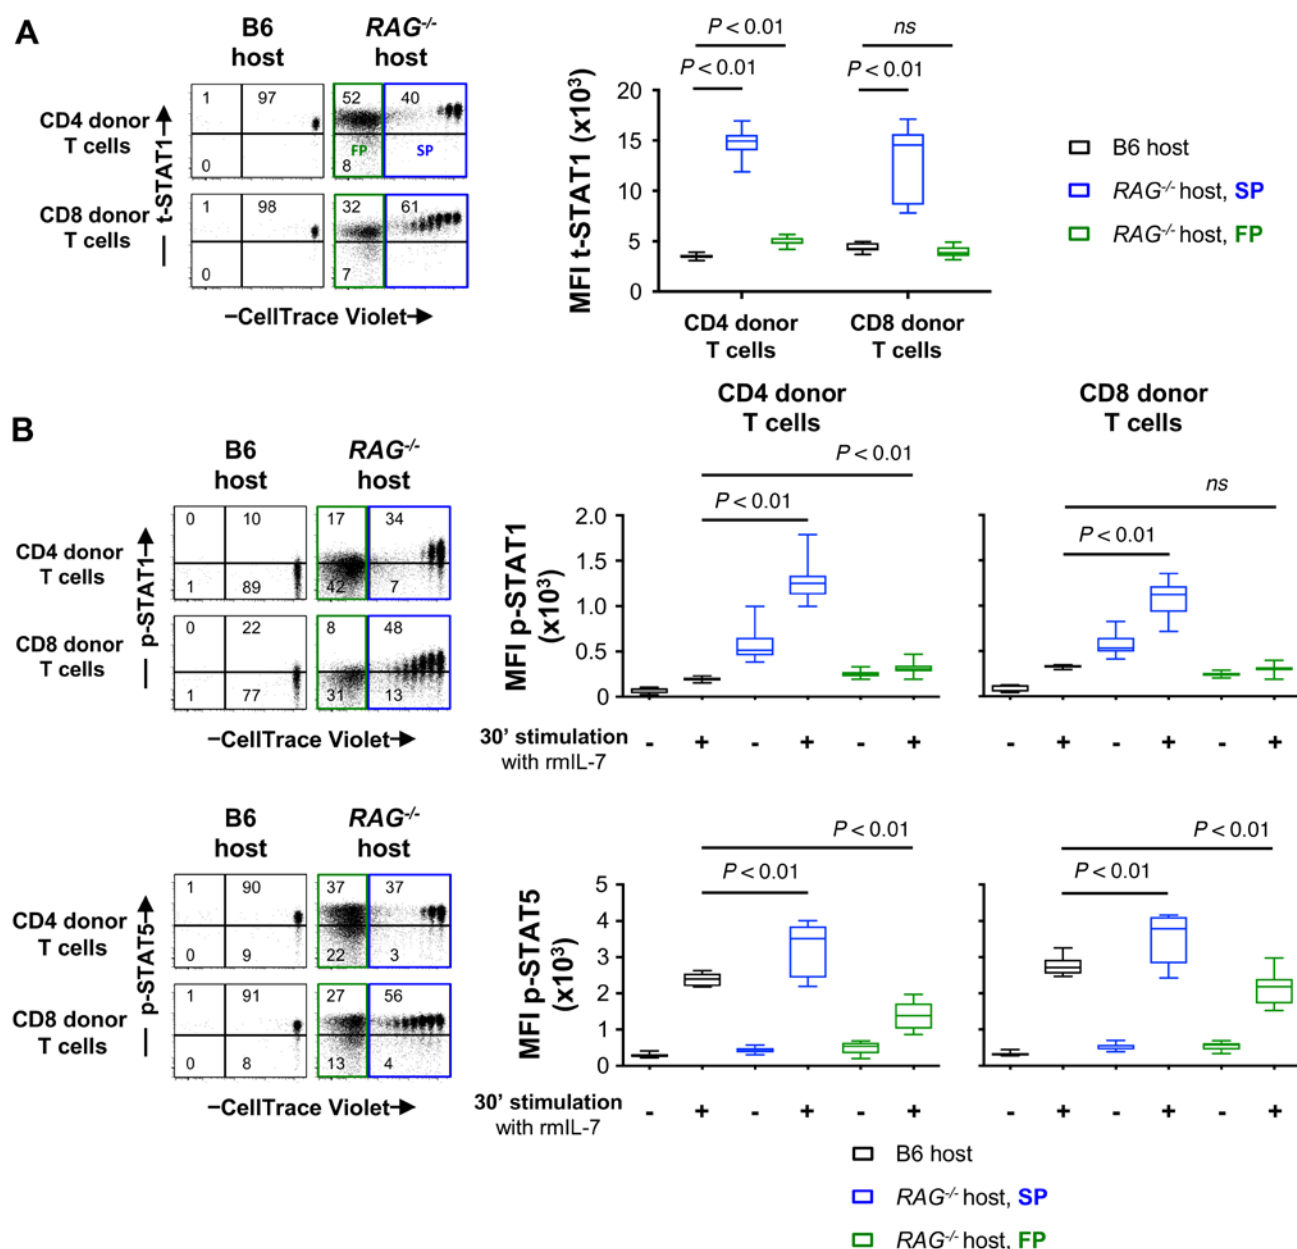 A
B6 host
RAG-/- host
CD4 donor T cells
CD8 donor T cells
t-STAT1
1 97
0
52 40
FP SP
8
1 98
0
32 61
7
CellTrace Violet
MFI t-STAT1 (x10³)
P < 0.01 ns
P < 0.01 P < 0.01
20
15
10
5
0
CD4 donor T cells
CD8 donor T cells
B6 host
RAG-/- host, SP
RAG-/- host, FP
B
B6 host
RAG-/- host
CD4 donor T cells
CD8 donor T cells
p-STAT1
0 10
1 89
17 34
42 7
0 22
1 77
8 48
31 13
CellTrace Violet
CD4 donor T cells
CD8 donor T cells
MFI p-STAT1 (x10³)
P < 0.01
P < 0.01
ns
P < 0.01
2.0
1.5
1.0
0.5
0
30' stimulation
with rmIL-7
- + - + - +
- + - + - +
B6 host
RAG-/- host
CD4 donor T cells
CD8 donor T cells
p-STAT5
1 90
0 9
37 37
22 3
1 91
0 8
27 56
13 4
CellTrace Violet
MFI p-STAT5 (x10³)
P < 0.01
P < 0.01
P < 0.01
P < 0.01
5
4
3
2
1
0
30' stimulation
with rmIL-7
- + - + - +
- + - + - +
B6 host
RAG-/- host, SP
RAG-/- host, FP